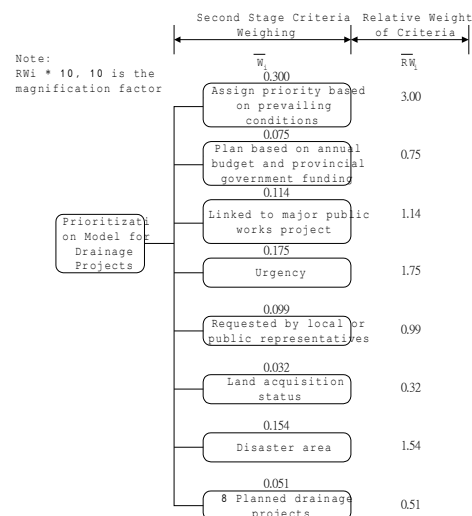 Second Stage Criteria
Weighing
Relative Weight
of Criteria
Note:
RWi * 10, 10 is the
magnification factor
Wi
RWi
0.300
Assign priority based
on prevailing
conditions
3.00
0.075
Plan based on annual
budget and provincial
government funding
0.75
0.114
Linked to major public
works project
1.14
Prioritizati
on Model for
Drainage
Projects
0.175
Urgency
1.75
0.099
Requested by local or
public representatives
0.99
0.032
Land acquisition
status
0.32
0.154
Disaster area
1.54
0.051
8 Planned drainage
projects
0.51